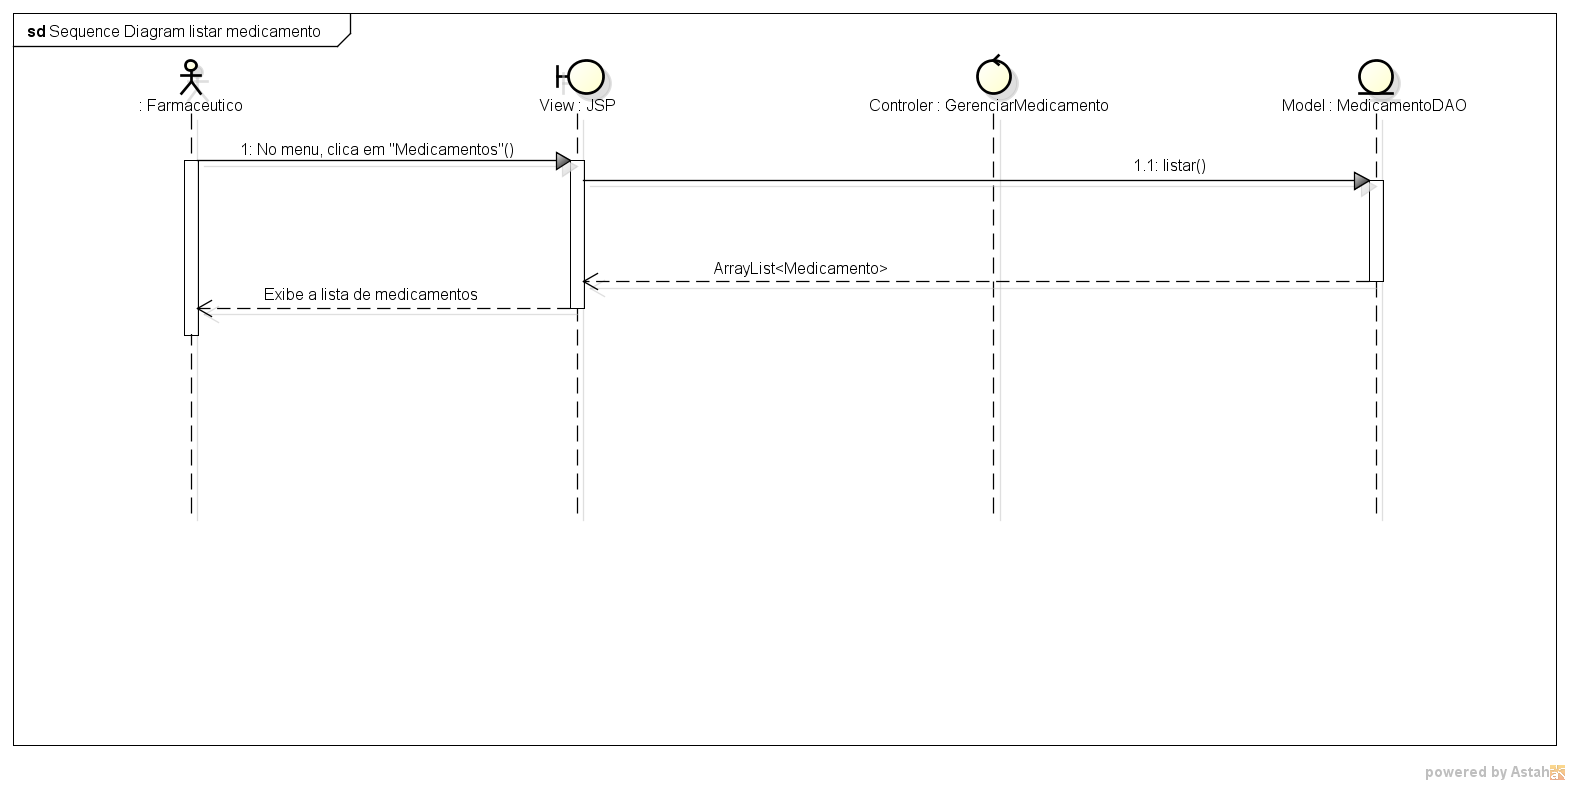 sd Sequence Diagram listar medicamento
: Farmacêutico
View : JSP
Controler : GerenciarMedicamento
Model : MedicamentoDAO
1: No menu, clica em "Medicamentos"()
1.1: listar()
ArrayList<Medicamento>
Exibe a lista de medicamentos
powered by Astah